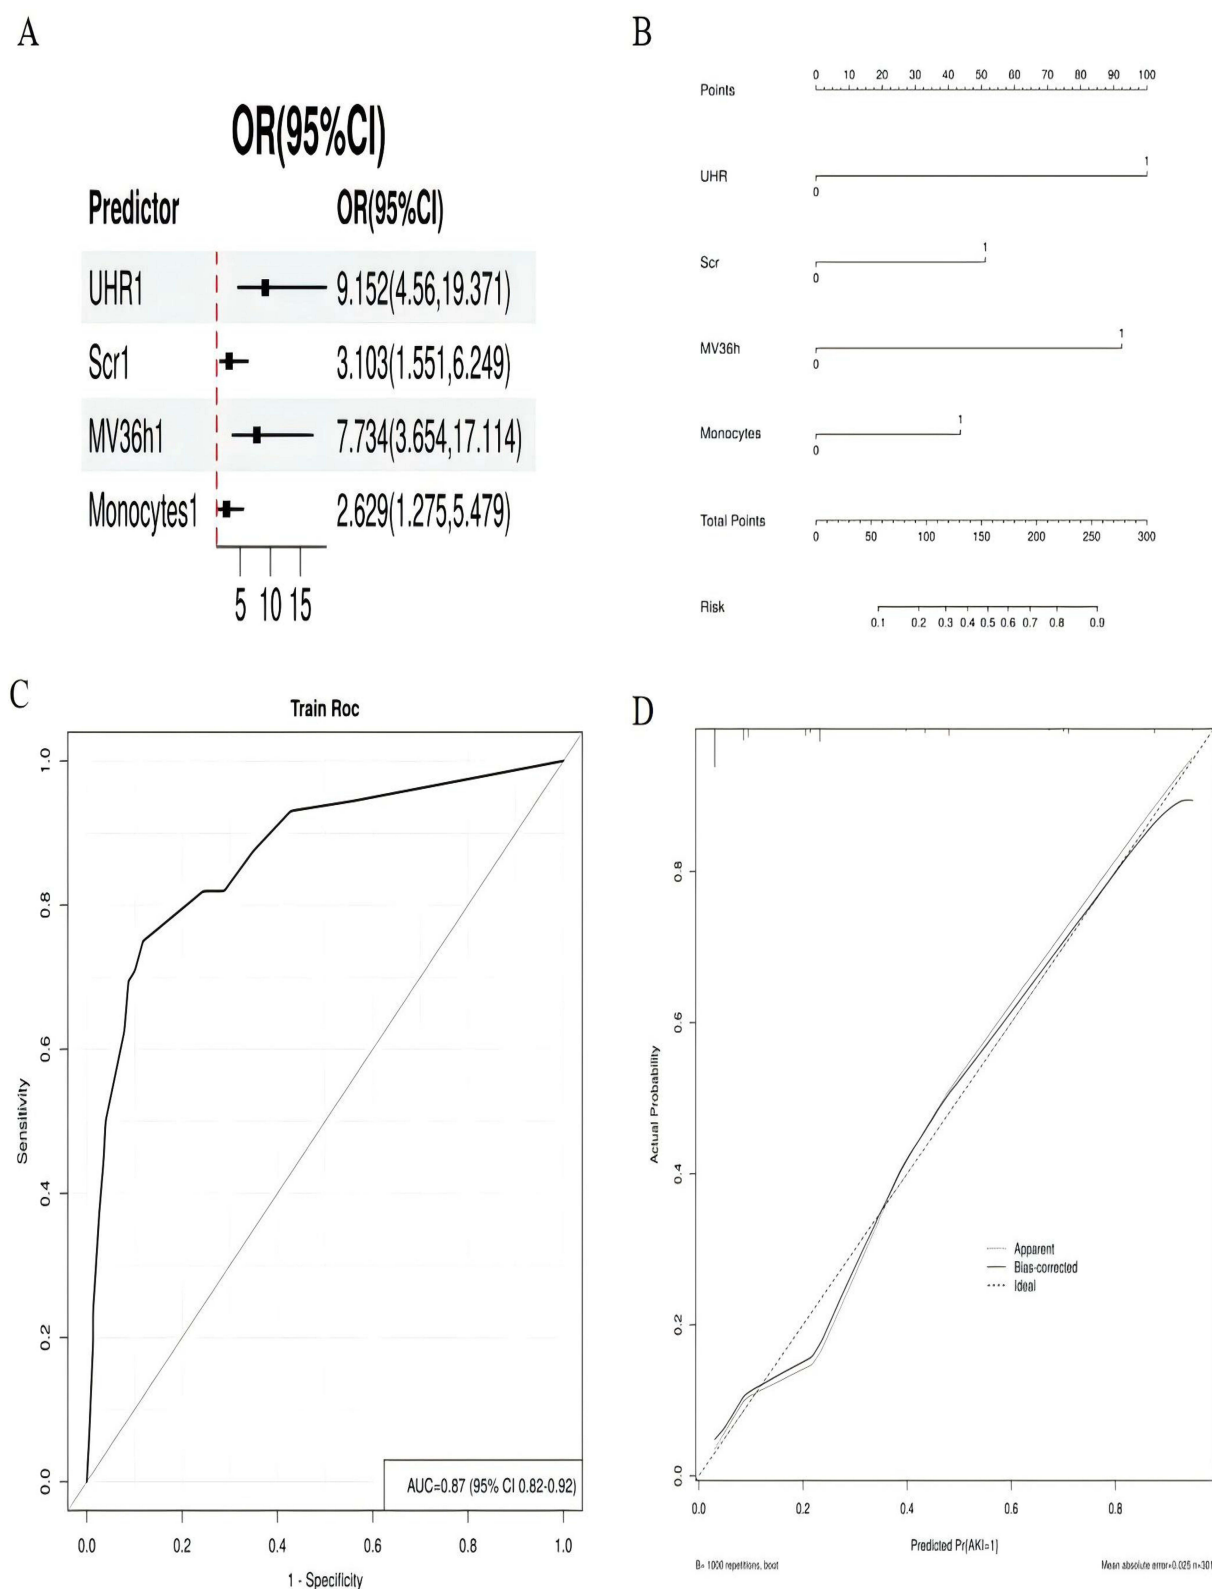 A
OR(95%CI)
Predictor OR(95%CI)
UHR1 9.152(4.56,19.371)
Scr1 3.103(1.551,6.249)
MV36h1 7.734(3.654,17.114)
Monocytes1 2.629(1.275,5.479)
5 10 15
B
Points 0 10 20 30 40 50 60 70 80 90 100
UHR 0 1
Scr 0 1
MV36h 0 1
Monocytes 0 1
Total Points 0 50 100 150 200 250 300
Risk 0.1 0.2 0.3 0.4 0.5 0.6 0.7 0.8 0.9
C
Train Roc
Sensitivity
1.0
0.8
0.6
0.4
0.2
0.0
AUC=0.87 (95% CI 0.82-0.92)
0.0 0.2 0.4 0.6 0.8 1.0
1 - Specificity
D
Actual Probability
0.8
0.6
0.4
0.2
0.0
Apparent
Bias-corrected
Ideal
0.0 0.2 0.4 0.6 0.8
Predicted Pr{AKI=1}
B= 1000 repetitions, boot
Mean absolute error=0.025 n=301